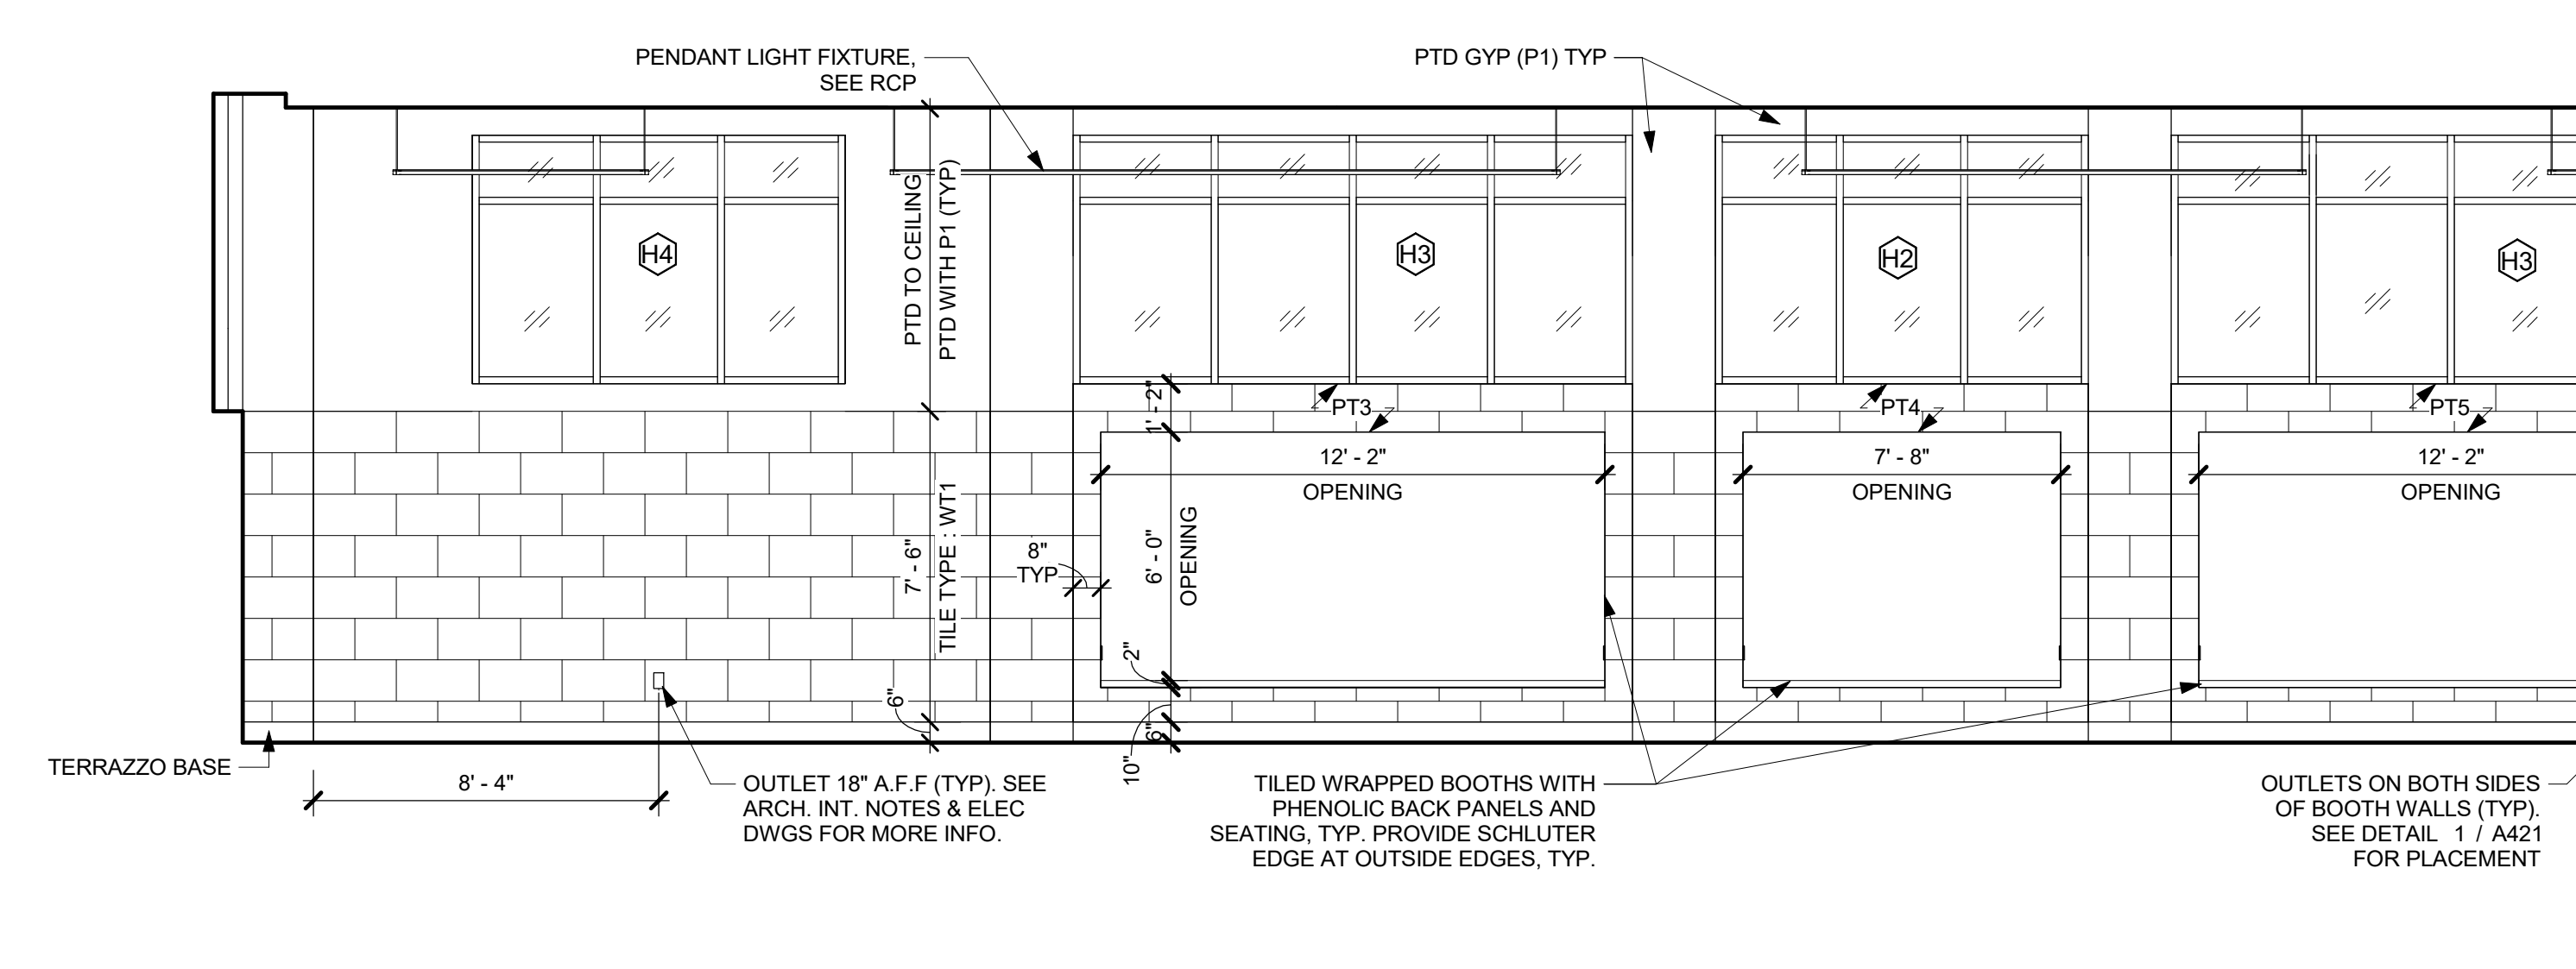 PENDANT LIGHT FIXTURE,
SEE RCP
PTD GYP (P1) TYP
PTD TO CEILING
PTD WITH P1 (TYP)
H4
H3
H2
H3
1' - 2"
PT3
PT4
PT5
12' - 2"
OPENING
7' - 8"
OPENING
12' - 2"
OPENING
7' - 6"
TILE TYPE : WT1
8"
TYP
6' - 0"
OPENING
2"
6"
10"
6"
TERRAZZO BASE
8' - 4"
OUTLET 18" A.F.F (TYP). SEE
ARCH. INT. NOTES & ELEC
DWGS FOR MORE INFO.
TILED WRAPPED BOOTHS WITH
PHENOLIC BACK PANELS AND
SEATING, TYP. PROVIDE SCHLUTER
EDGE AT OUTSIDE EDGES, TYP.
OUTLETS ON BOTH SIDES
OF BOOTH WALLS (TYP).
SEE DETAIL 1 / A421
FOR PLACEMENT